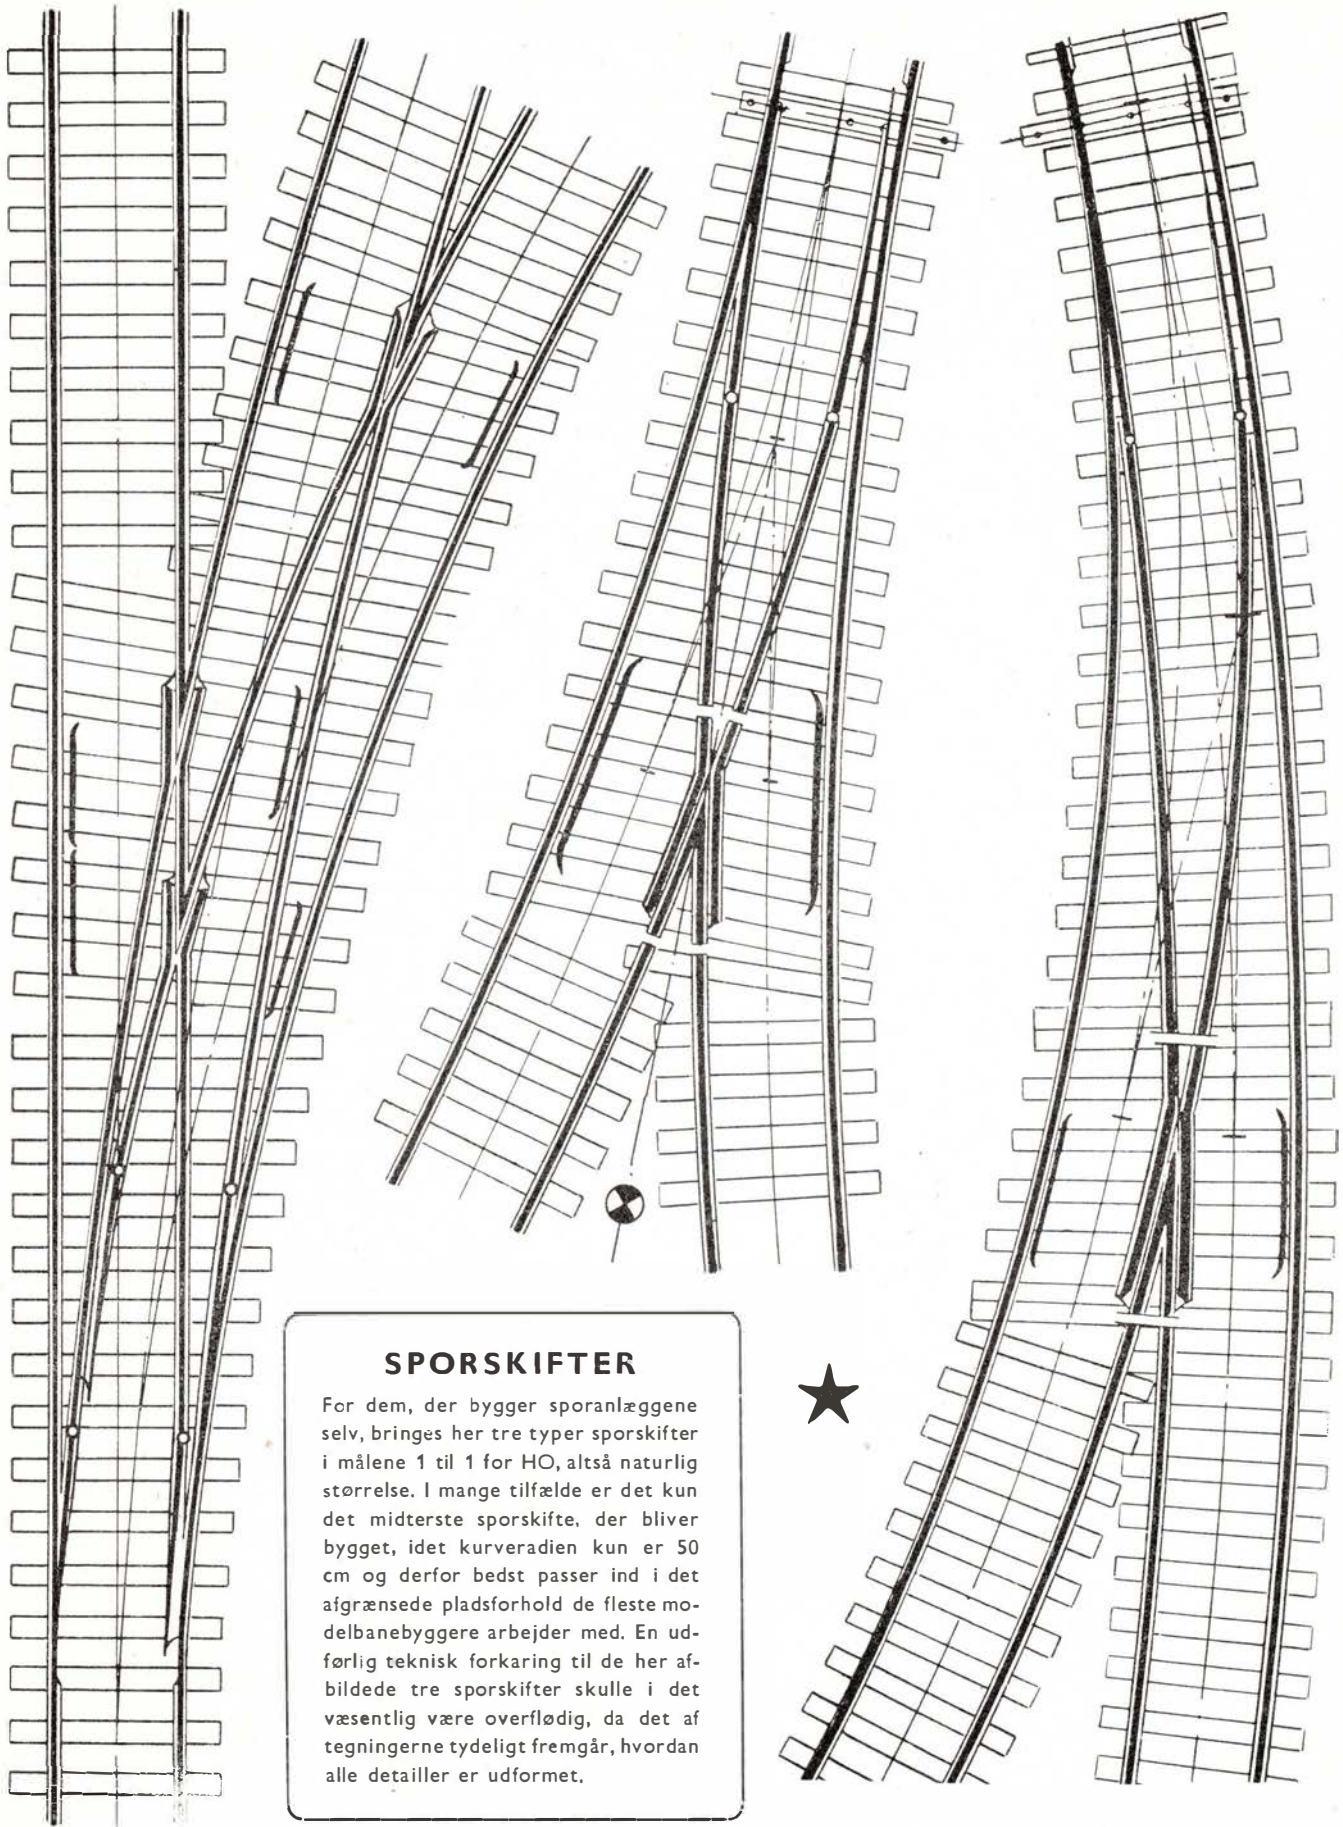 SPORSKIFTER
For dem, der bygger sporanlæggene
selv, bringes her tre typer sporskifter
i målene 1 til 1 for HO, altså naturlig
størrelse. I mange tilfælde er det kun
det midterste sporskifte, der bliver
bygget, idet kurveradien kun er 50
cm og derfor bedst passer ind i det
afgrænsede pladsforhold de fleste mo-
delbanebyggere arbejder med. En ud-
førlig teknisk forkaring til de her af-
bildede tre sporskifter skulle i det
væsentlig være overflødig, da det af
tegningerne tydeligt fremgår, hvordan
alle detailler er udformet.